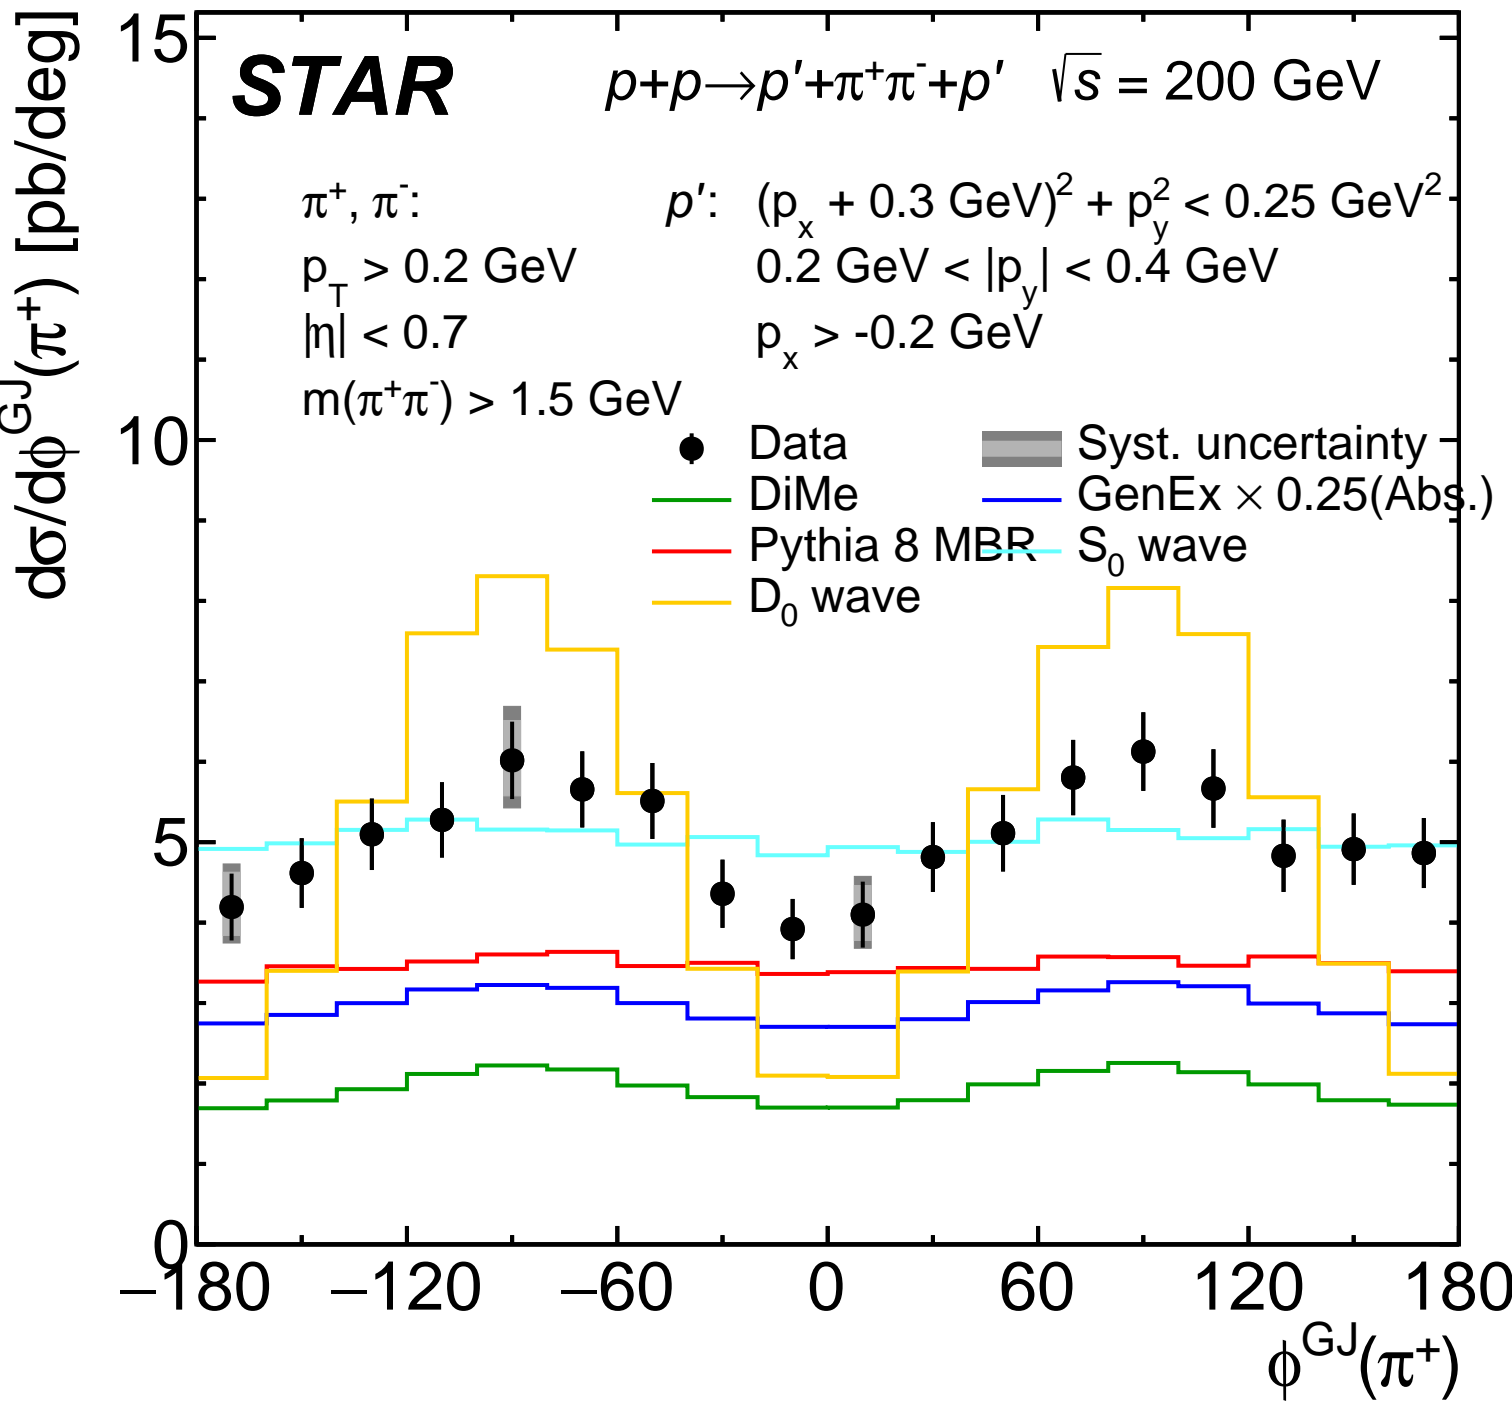 dσ/dϕ^GJ(π⁺) [pb/deg]
15
10
5
0
STAR p+p→p′+π⁺π⁻+p′ √s = 200 GeV
π⁺, π⁻: p′: (p_x + 0.3 GeV)² + p_y² < 0.25 GeV²
p_T > 0.2 GeV 0.2 GeV < |p_y| < 0.4 GeV
|η| < 0.7 p_x > -0.2 GeV
m(π⁺π⁻) > 1.5 GeV
Data Syst. uncertainty
DiMe GenEx × 0.25(Abs.)
Pythia 8 MBR S₀ wave
D₀ wave
−180 −120 −60 0 60 120 180
ϕ^GJ(π⁺)